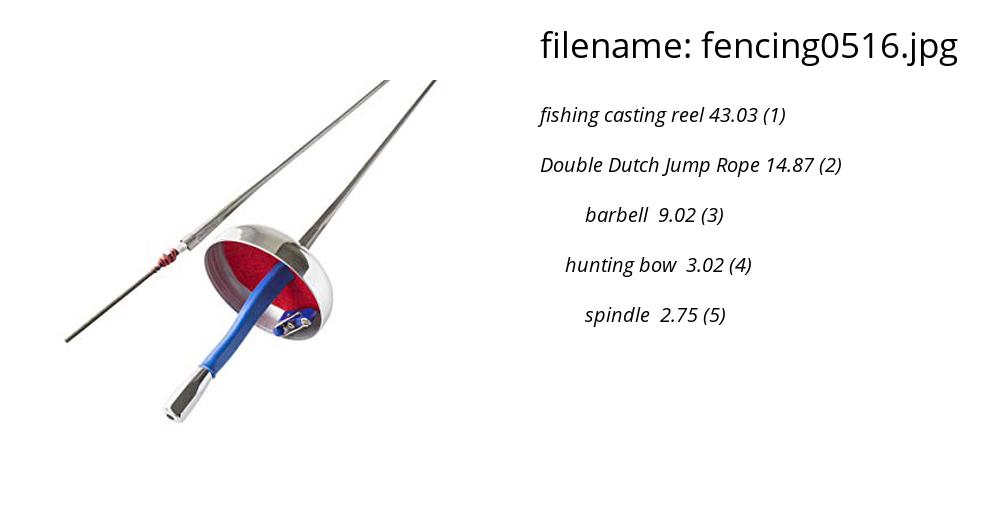 filename: fencing0516.jpg
fishing casting reel 43.03 (1)
Double Dutch Jump Rope 14.87 (2)
barbell 9.02 (3)
hunting bow 3.02 (4)
spindle 2.75 (5)